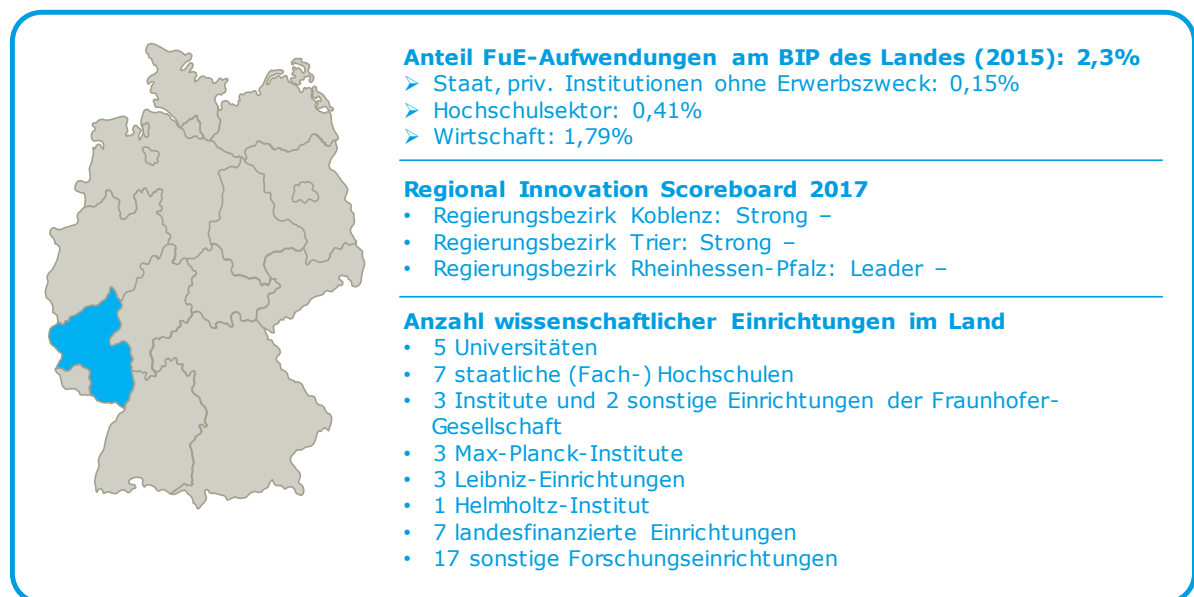 Anteil FuE-Aufwendungen am BIP des Landes (2015): 2,3%
➢ Staat, priv. Institutionen ohne Erwerbszweck: 0,15%
➢ Hochschulsektor: 0,41%
➢ Wirtschaft: 1,79%
Regional Innovation Scoreboard 2017
• Regierungsbezirk Koblenz: Strong –
• Regierungsbezirk Trier: Strong –
• Regierungsbezirk Rheinhessen-Pfalz: Leader –
Anzahl wissenschaftlicher Einrichtungen im Land
• 5 Universitäten
• 7 staatliche (Fach-) Hochschulen
• 3 Institute und 2 sonstige Einrichtungen der Fraunhofer-
Gesellschaft
• 3 Max-Planck-Institute
• 3 Leibniz-Einrichtungen
• 1 Helmholtz-Institut
• 7 landesfinanzierte Einrichtungen
• 17 sonstige Forschungseinrichtungen